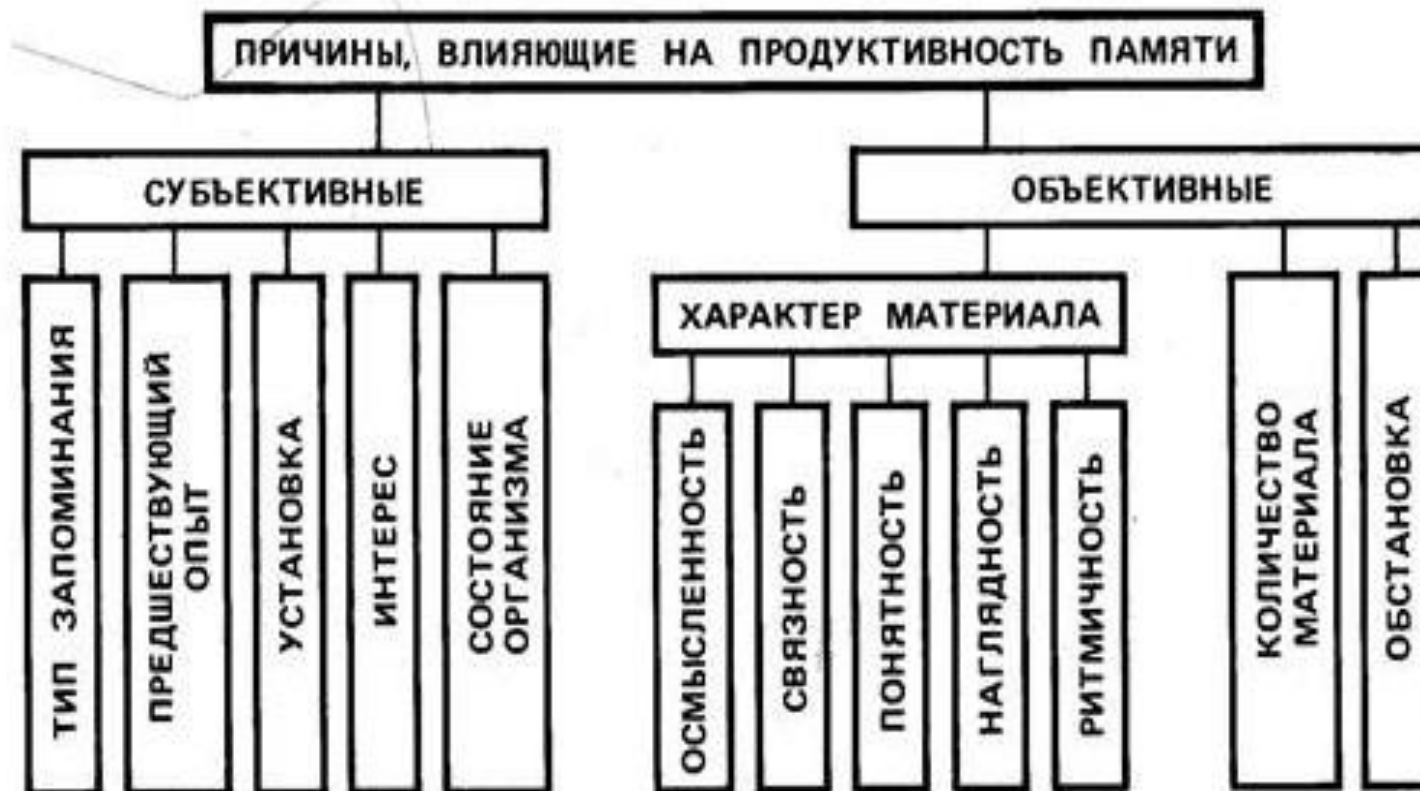 ПРИЧИНЫ, ВЛИЯЮЩИЕ НА ПРОДУКТИВНОСТЬ ПАМЯТИ
СУБЪЕКТИВНЫЕ
ОБЪЕКТИВНЫЕ
ТИП ЗАПОМИНАНИЯ
ПРЕДШЕСТВУЮЩИЙ
ОПЫТ
УСТАНОВКА
ИНТЕРЕС
СОСТОЯНИЕ
ОРГАНИЗМА
ХАРАКТЕР МАТЕРИАЛА
ОСМЫСЛЕННОСТЬ
СВЯЗНОСТЬ
ПОНЯТНОСТЬ
НАГЛЯДНОСТЬ
РИТМИЧНОСТЬ
КОЛИЧЕСТВО
МАТЕРИАЛА
ОБСТАНОВКА